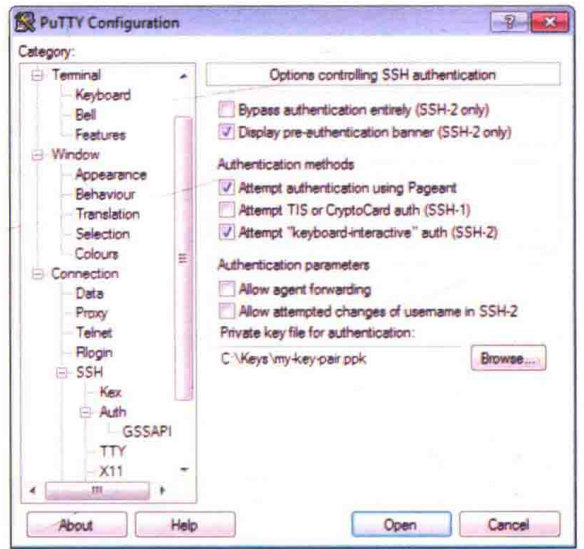 PuTTY Configuration
Category:
Terminal
Keyboard
Bell
Features
Window
Appearance
Behaviour
Translation
Selection
Colours
Connection
Data
Proxy
Telnet
Rlogin
SSH
Kex
Auth
GSSAPI
TTY
X11
Options controlling SSH authentication
Bypass authentication entirely (SSH-2 only)
Display pre-authentication banner (SSH-2 only)
Authentication methods
Attempt authentication using Pageant
Attempt TIS or CryptoCard auth (SSH-1)
Attempt "keyboard-interactive" auth (SSH-2)
Authentication parameters
Allow agent forwarding
Allow attempted changes of username in SSH-2
Private key file for authentication:
C:\Keys\my-key-pair.ppk
Browse...
About
Help
Open
Cancel